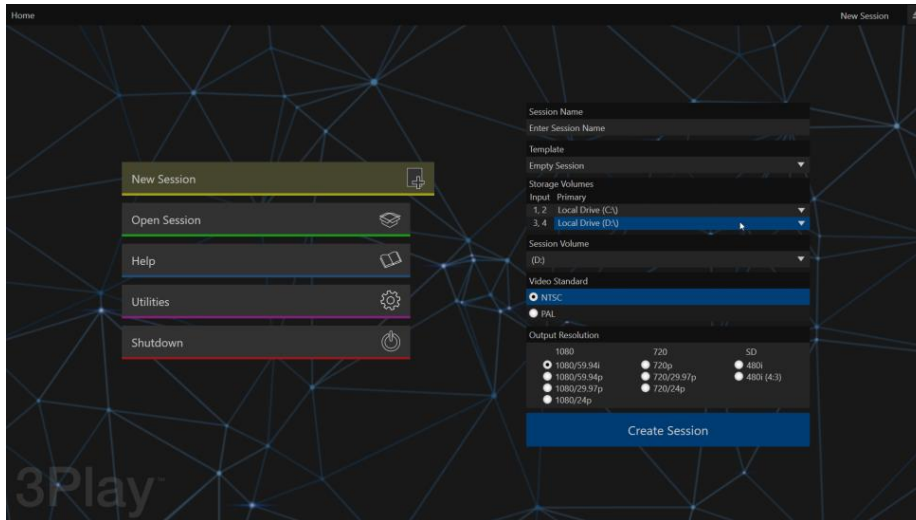 Home
New Session
New Session
Open Session
Help
Utilities
Shutdown
Session Name
Enter Session Name
Template
Empty Session
Storage Volumes
Input Primary
1, 2 Local Drive (C:\)
3, 4 Local Drive (D:\)
Session Volume
(D:)
Video Standard
NTSC
PAL
Output Resolution
1080 720 SD
1080/59.94i 720p 480i
1080/59.94p 720/29.97p 480i (4:3)
1080/29.97p 720/24p
1080/24p
Create Session
3Play™